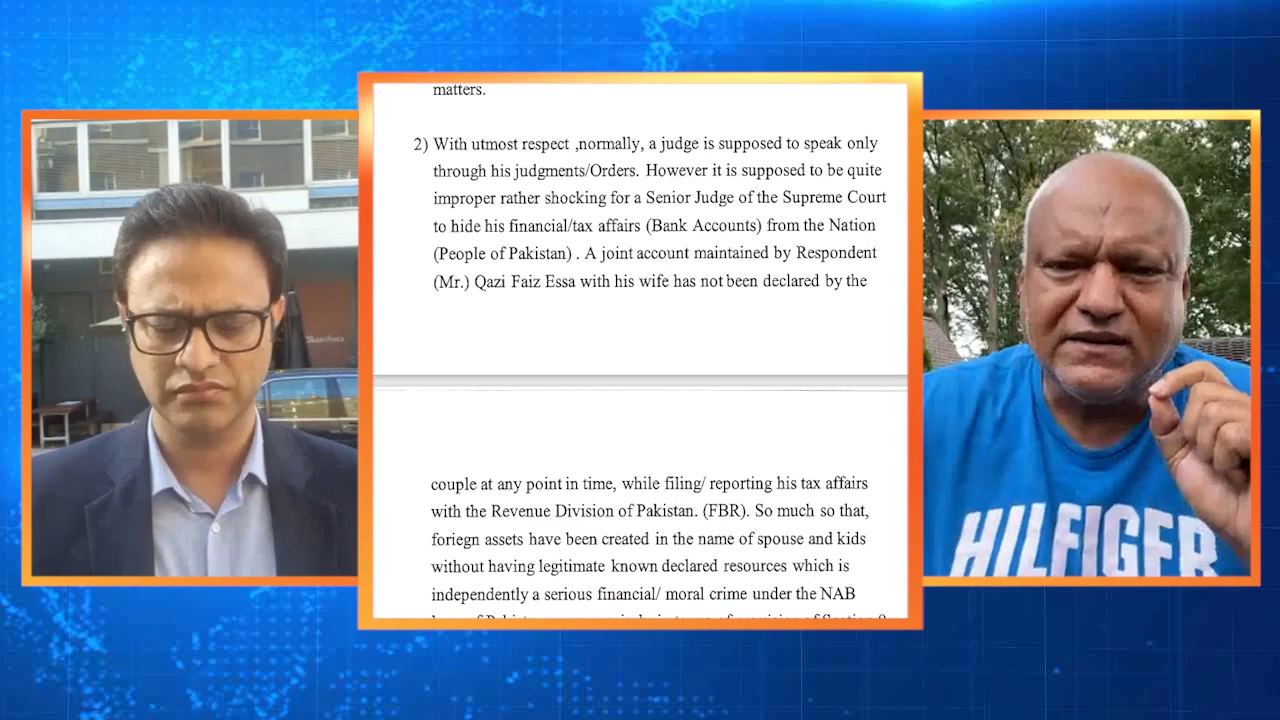 matters.
2) With utmost respect ,normally, a judge is supposed to speak only
through his judgments/Orders. However it is supposed to be quite
improper rather shocking for a Senior Judge of the Supreme Court
to hide his financial/tax affairs (Bank Accounts) from the Nation
(People of Pakistan) . A joint account maintained by Respondent
(Mr.) Qazi Faiz Essa with his wife has not been declared by the
couple at any point in time, while filing/ reporting his tax affairs
with the Revenue Division of Pakistan. (FBR). So much so that,
foriegn assets have been created in the name of spouse and kids
without having legitimate known declared resources which is
independently a serious financial/ moral crime under the NAB
HILFIGER